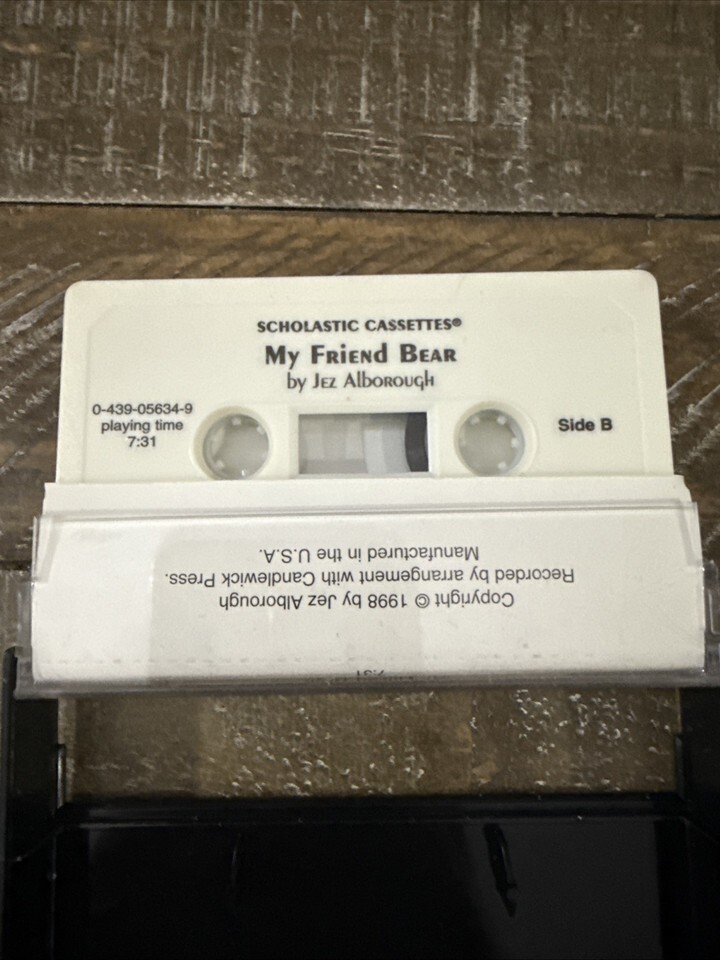 SCHOLASTIC CASSETTES®
My Friend Bear
by Jez Alborough
0-439-05634-9
playing time
7:31
Side B
Copyright © 1998 by Jez Alborough
Recorded by arrangement with Candlewick Press.
Manufactured in the U.S.A.